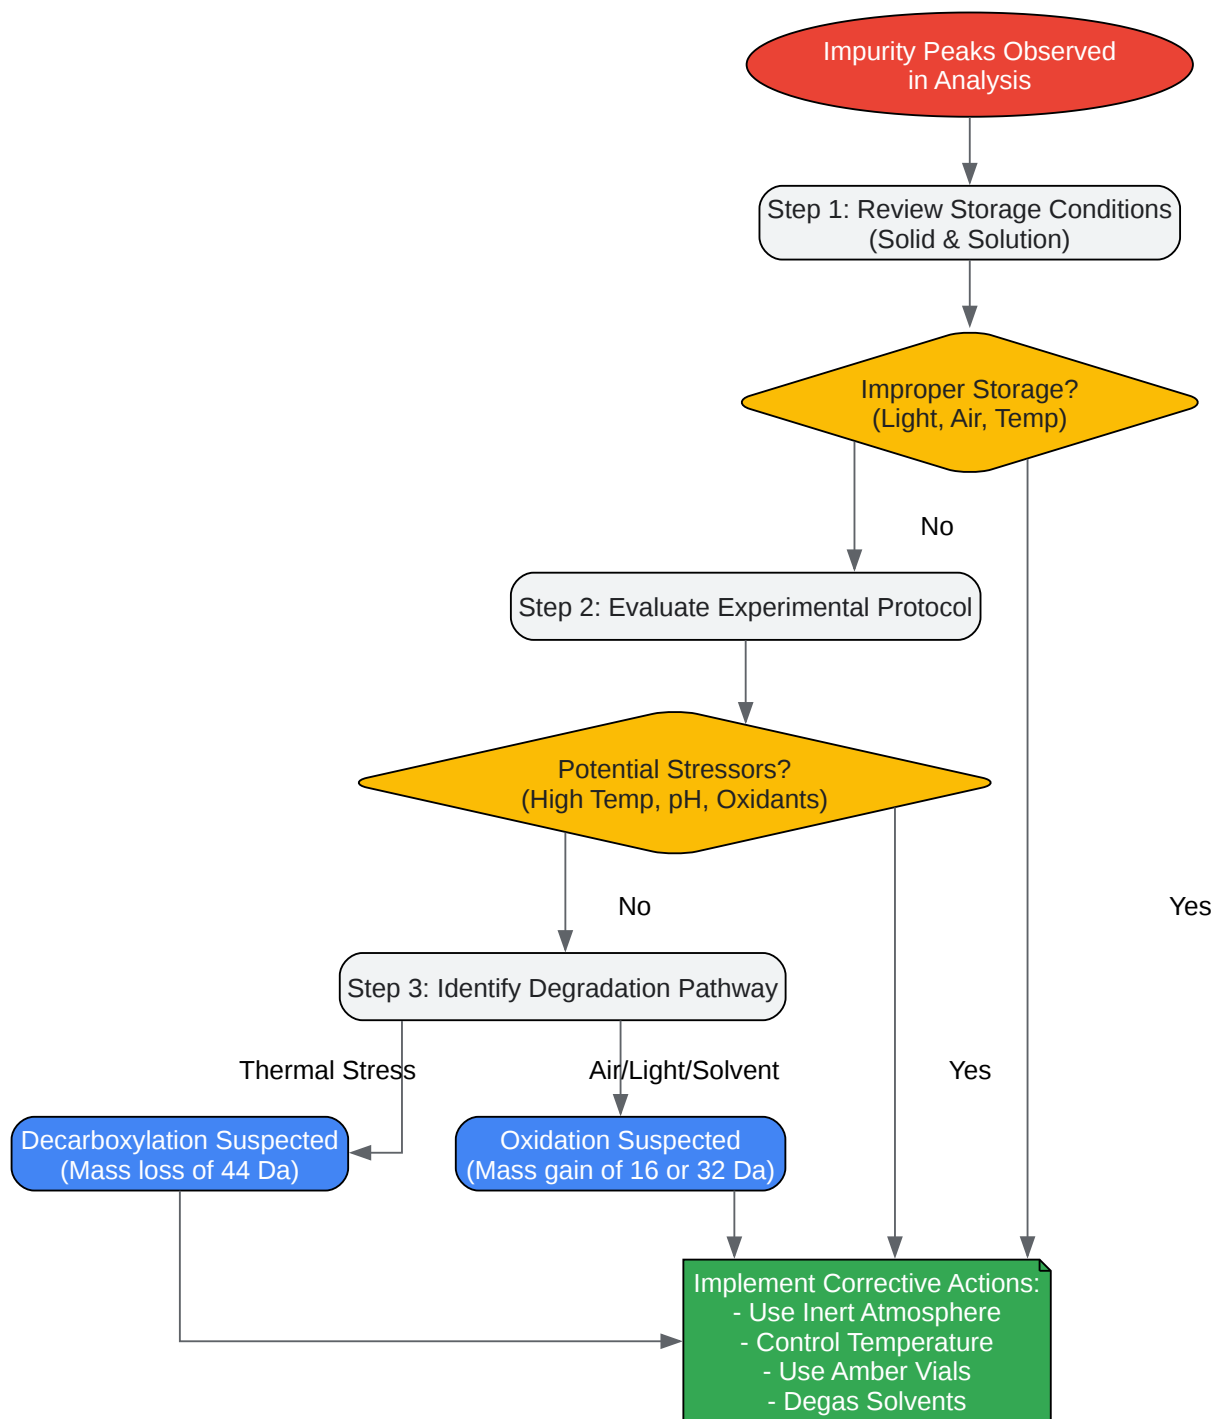 Impurity Peaks Observed
in Analysis
Step 1: Review Storage Conditions
(Solid & Solution)
Improper Storage?
(Light, Air, Temp)
No
Step 2: Evaluate Experimental Protocol
Potential Stressors?
(High Temp, pH, Oxidants)
No
Yes
Step 3: Identify Degradation Pathway
Thermal Stress
Air/Light/Solvent
Yes
Decarboxylation Suspected
(Mass loss of 44 Da)
Oxidation Suspected
(Mass gain of 16 or 32 Da)
Implement Corrective Actions:
- Use Inert Atmosphere
- Control Temperature
- Use Amber Vials
- Degas Solvents